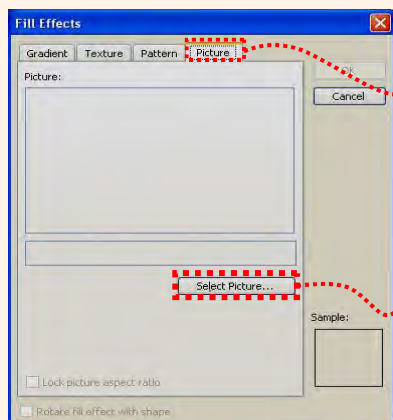 Fill Effects
Gradient Texture Pattern Picture
OK
Picture:
Cancel
Select Picture...
Sample:
Lock picture aspect ratio
Rotate fill effect with shape